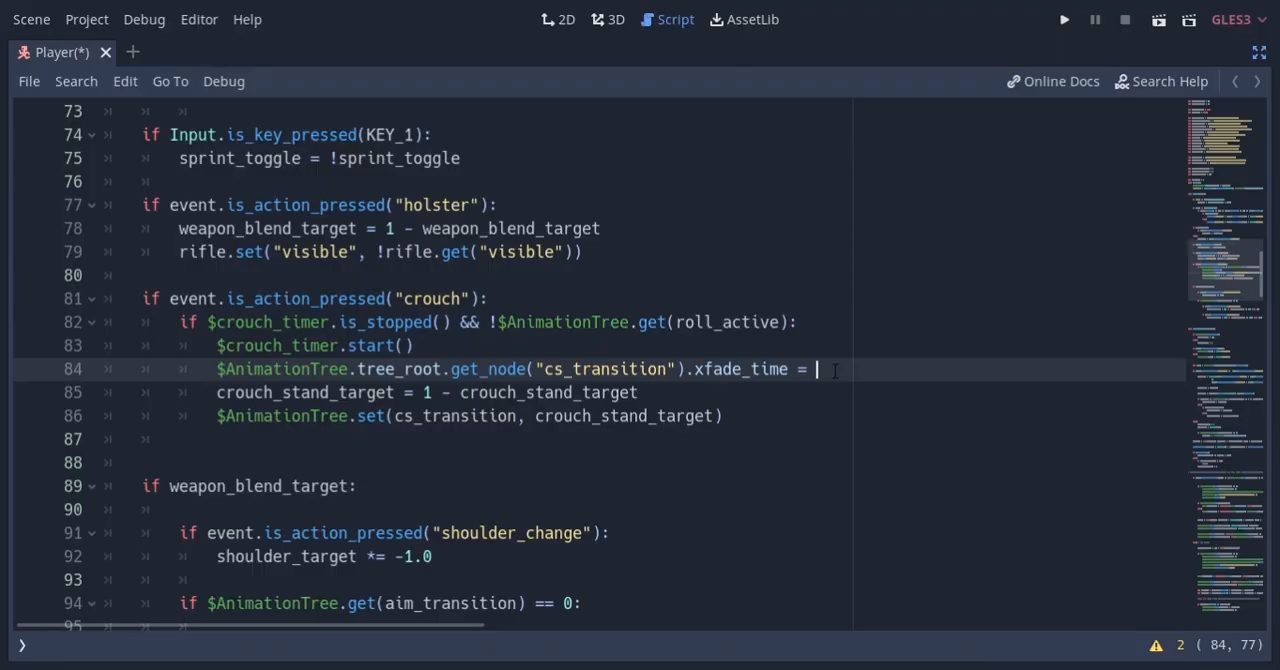 Scene Project Debug Editor Help 2D 3D Script AssetLib GLES3
Player(*)
File Search Edit Go To Debug Online Docs Search Help
73
74 if Input.is_key_pressed(KEY_1):
75 sprint_toggle = !sprint_toggle
76
77 if event.is_action_pressed("holster"):
78 weapon_blend_target = 1 - weapon_blend_target
79 rifle.set("visible", !rifle.get("visible"))
80
81 if event.is_action_pressed("crouch"):
82 if $crouch_timer.is_stopped() && !$AnimationTree.get(roll_active):
83 $crouch_timer.start()
84 $AnimationTree.tree_root.get_node("cs_transition").xfade_time =
85 crouch_stand_target = 1 - crouch_stand_target
86 $AnimationTree.set(cs_transition, crouch_stand_target)
87
88
89 if weapon_blend_target:
90
91 if event.is_action_pressed("shoulder_change"):
92 shoulder_target *= -1.0
93
94 if $AnimationTree.get(aim_transition) == 0:
95
2 ( 84, 77)